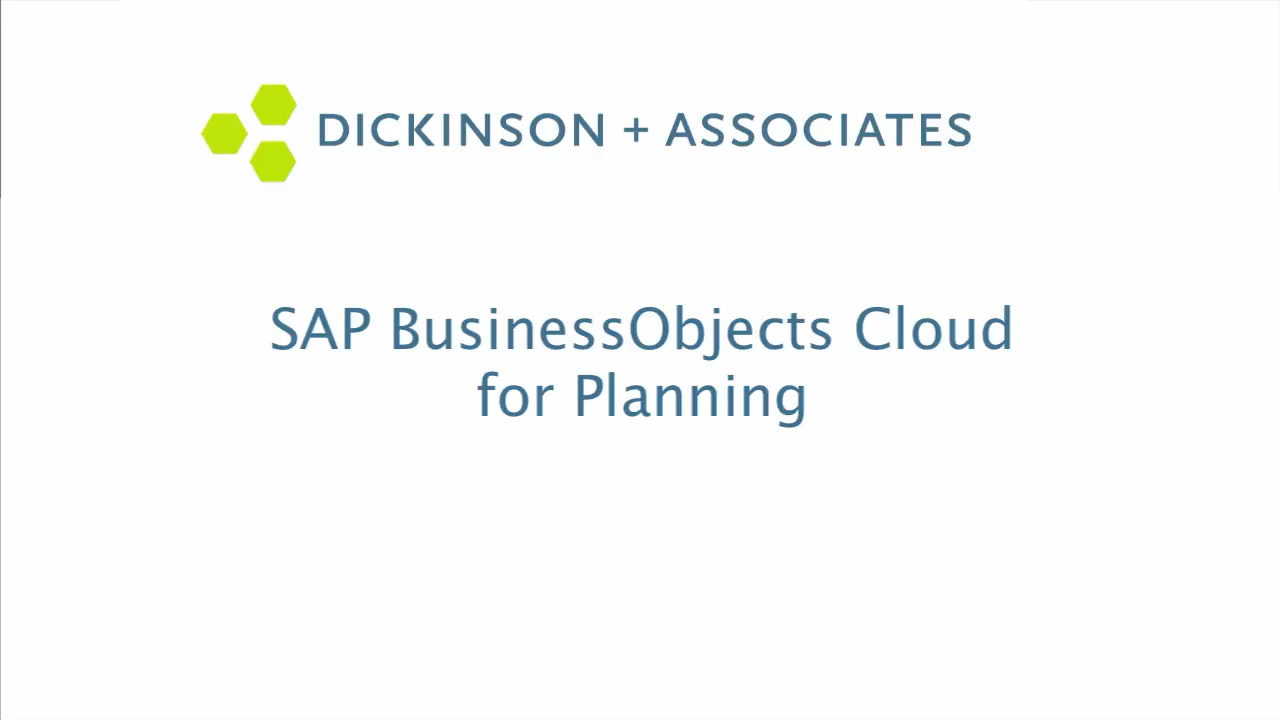 DICKINSON + ASSOCIATES
SAP BusinessObjects Cloud
for Planning